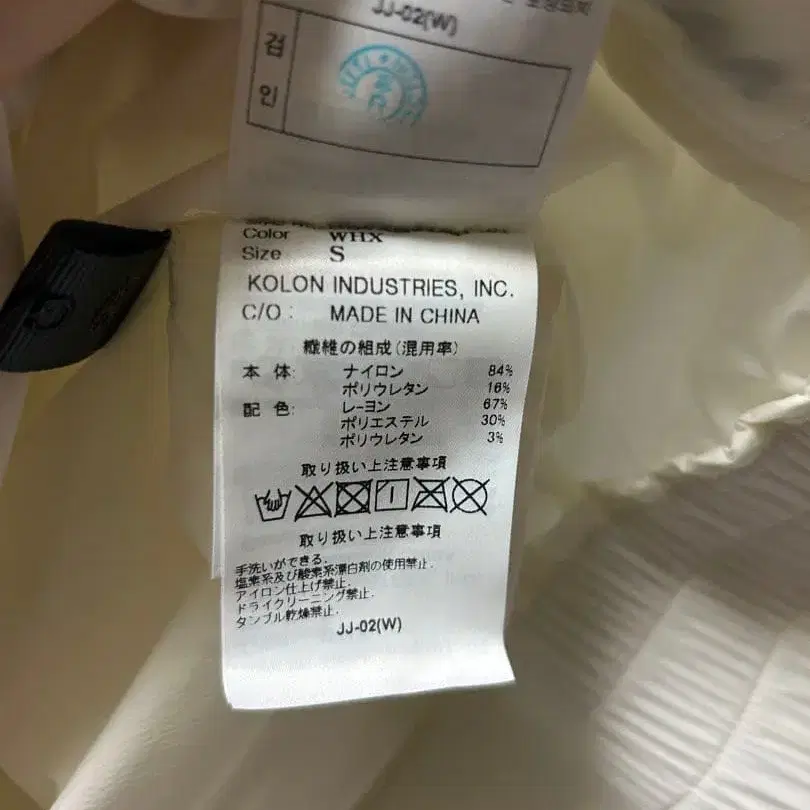 JJ-02(W)
검
인
Color WHX
Size S
KOLON INDUSTRIES, INC.
C/O : MADE IN CHINA
繊維の組成(混用率)
本 体: ナイロン 84%
ポリウレタン 16%
配 色: レーヨン 67%
ポリエステル 30%
ポリウレタン 3%
取り扱い上注意事項
取り扱い上注意事項
手洗いができる.
塩素系及び酸素系漂白剤の使用禁止.
アイロン仕上げ禁止.
ドライクリーニング禁止.
タンブル乾燥禁止.
JJ-02(W)